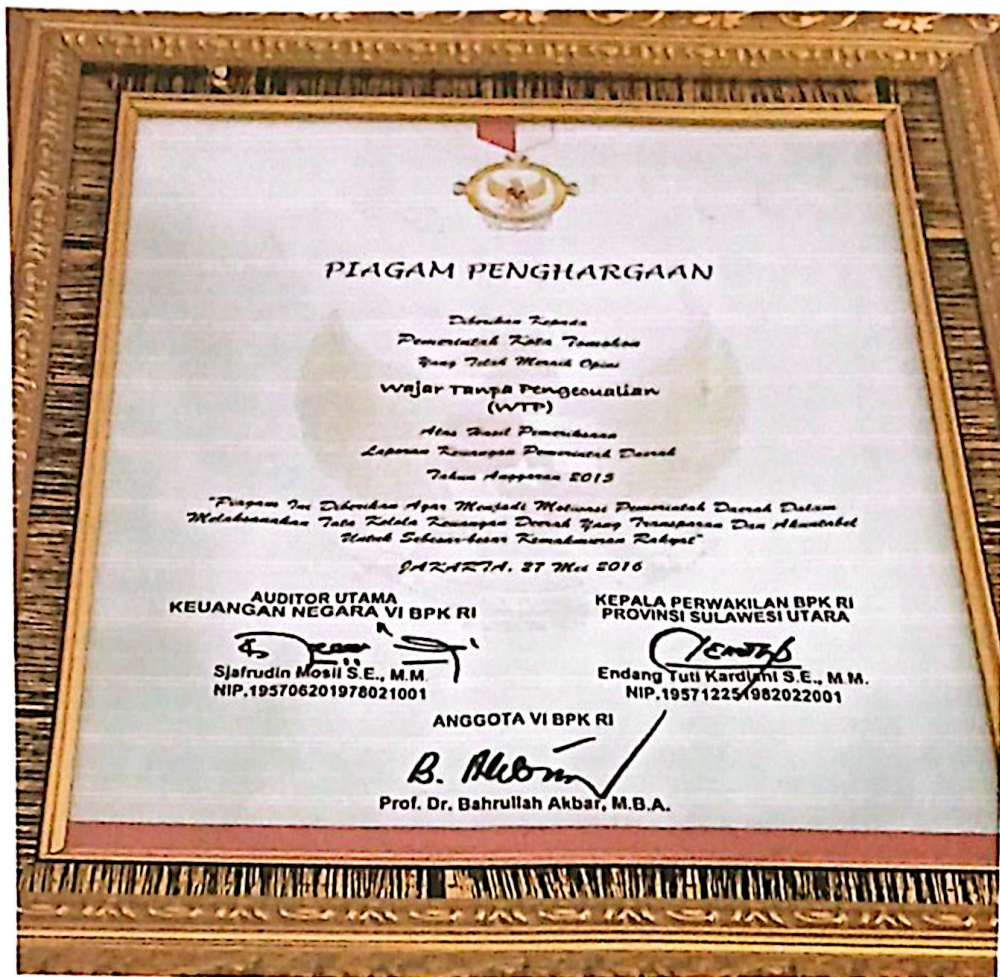 PIAGAM PENGHARGAAN
Diberikan Kepada
Pemerintah Kota Tomohon
Yang Telah Meraih Opini
Wajar Tanpa Pengecualian
(WTP)
Atas Hasil Pemeriksaan
Laporan Keuangan Pemerintah Daerah
Tahun Anggaran 2015
"Piagam Ini Diberikan Agar Menjadi Motivasi Pemerintah Daerah Dalam
Melaksanakan Tata Kelola Keuangan Daerah Yang Transparan Dan Akuntabel
Untuk Sebesar-besar Kemakmuran Rakyat"
JAKARTA, 27 Mei 2016
AUDITOR UTAMA
KEUANGAN NEGARA VI BPK RI
Sjafrudin Mosii S.E., M.M.
NIP.195706201978021001
KEPALA PERWAKILAN BPK RI
PROVINSI SULAWESI UTARA
Endang Tuti Kardiani S.E., M.M.
NIP.195712251982022001
ANGGOTA VI BPK RI
Prof. Dr. Bahrullah Akbar, M.B.A.